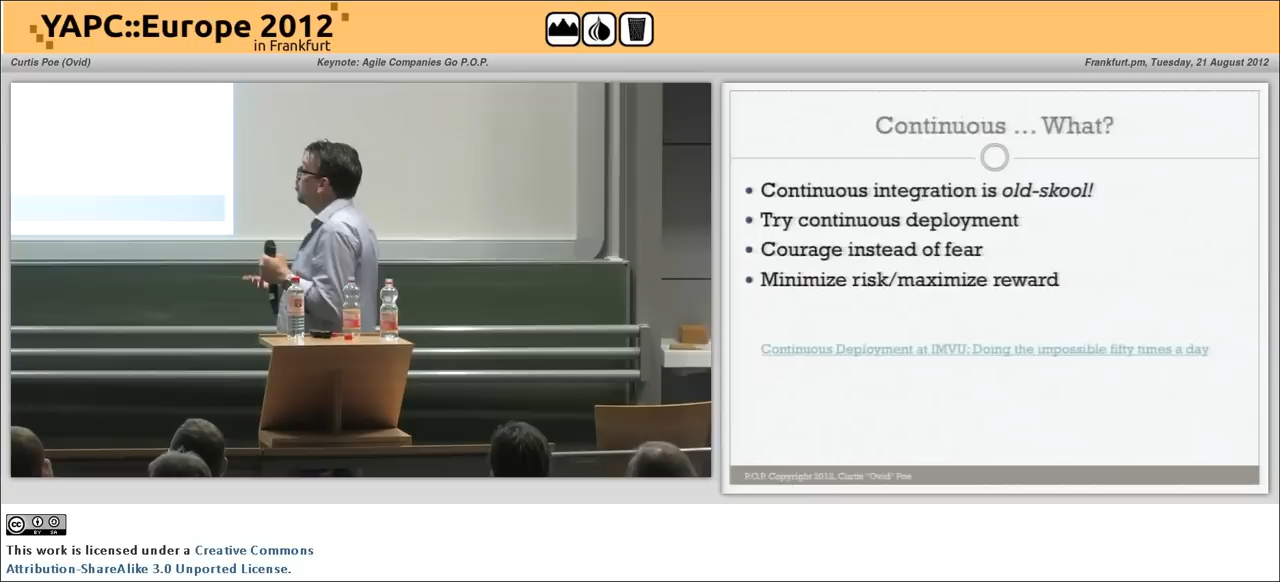 YAPC::Europe 2012
in Frankfurt
Curtis Poe (Ovid)
Keynote: Agile Companies Go P.O.P.
Frankfurt.pm, Tuesday, 21 August 2012
Continuous ... What?
• Continuous integration is old-skool!
• Try continuous deployment
• Courage instead of fear
• Minimize risk/maximize reward
Continuous Deployment at IMVU: Doing the impossible fifty times a day
P.O.P. Copyright 2012, Curtis "Ovid" Poe
cc
BY SA
This work is licensed under a Creative Commons
Attribution-ShareAlike 3.0 Unported License.